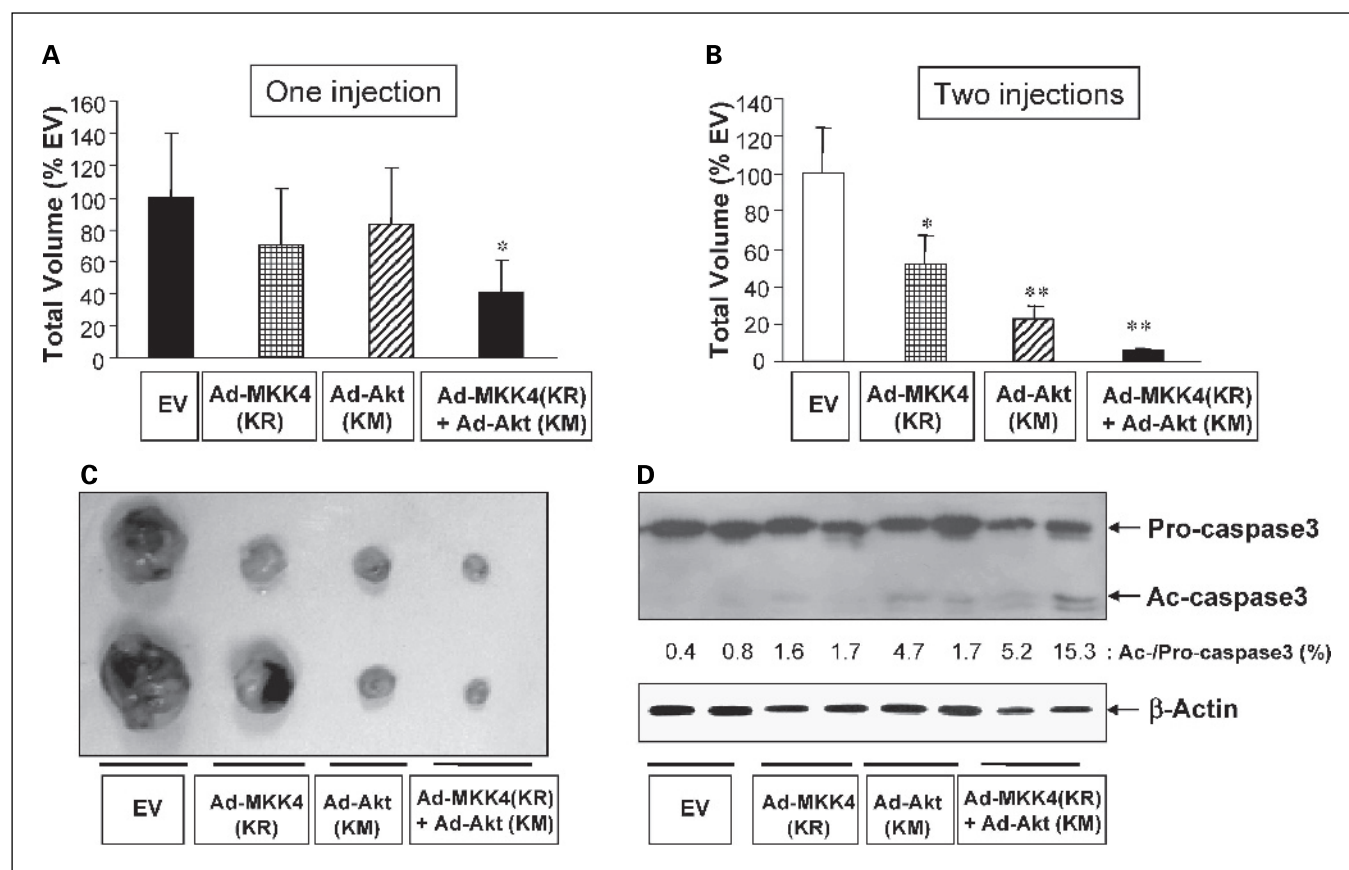 A
One injection
Total Volume (% EV)
160
140
120
100
80
60
40
20
0
*
EV
Ad-MKK4
(KR)
Ad-Akt
(KM)
Ad-MKK4(KR)
+ Ad-Akt (KM)
B
Two injections
Total Volume (% EV)
140
120
100
80
60
40
20
0
*
**
**
EV
Ad-MKK4
(KR)
Ad-Akt
(KM)
Ad-MKK4(KR)
+ Ad-Akt (KM)
C
EV
Ad-MKK4
(KR)
Ad-Akt
(KM)
Ad-MKK4(KR)
+ Ad-Akt (KM)
D
Pro-caspase3
Ac-caspase3
0.4 0.8 1.6 1.7 4.7 1.7 5.2 15.3 : Ac-/Pro-caspase3 (%)
β-Actin
EV
Ad-MKK4
(KR)
Ad-Akt
(KM)
Ad-MKK4(KR)
+ Ad-Akt (KM)